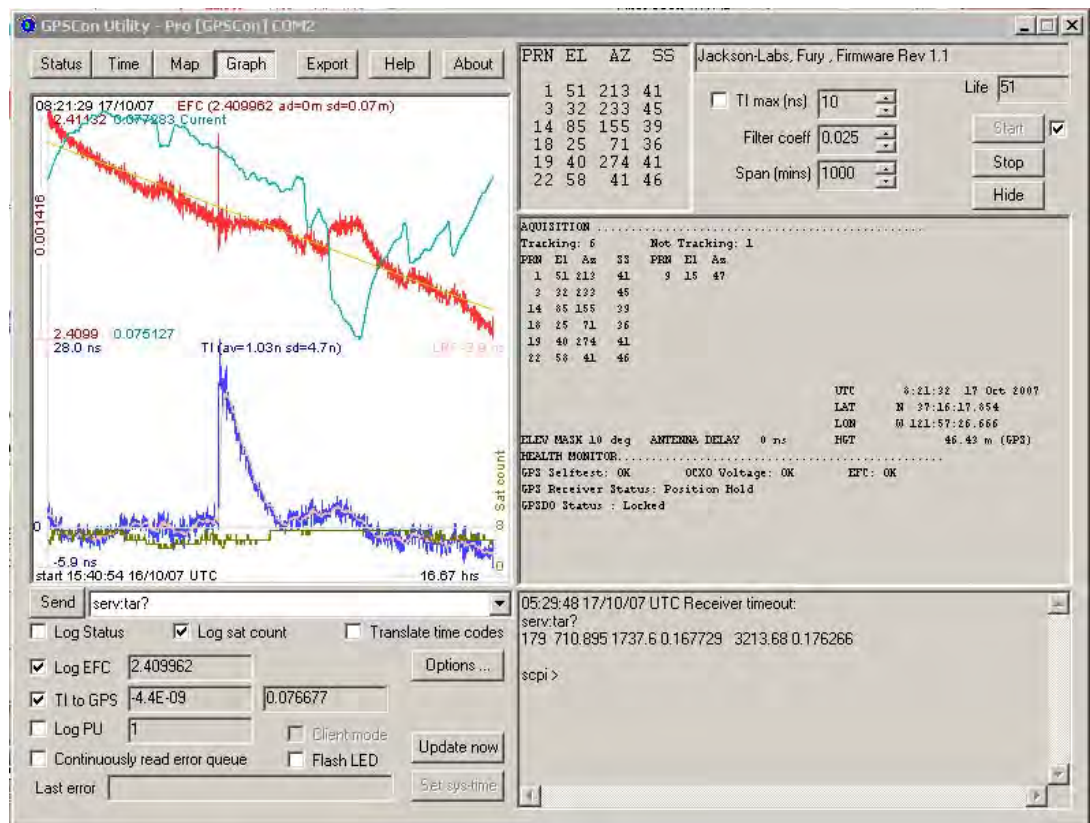 GPSCon Utility - Pro [GPSCon] COM2
Status Time Map Graph Export Help About
08:21:29 17/10/07 EFC (2.409962 ad=0m sd=0.07m)
2.41132 0.077283 Current
0.001416
2.4099 0.075127
28.0 ns TI (av=1.03n sd=4.7n)
0
8 Sat count
0
-5.9 ns
start 15:40:54 16/10/07 UTC 16.67 hrs
PRN EL AZ SS
1 51 213 41
3 32 233 45
14 85 155 39
18 25 71 36
19 40 274 41
22 58 41 46
Jackson-Labs, Fury , Firmware Rev 1.1
Life 51
TI max (ns) 10
Start
Filter coeff 0.025
Stop
Span (mins) 1000
Hide
AQUISITION ................................................
Tracking: 6 Not Tracking: 1
PRN El Az SS PRN El Az
1 51 213 41 9 15 47
3 32 233 45
14 85 155 39
18 25 71 36
19 40 274 41
22 58 41 46
UTC 8:21:32 17 Oct 2007
LAT N 37:16:17.854
LON W 121:57:26.666
ELEV MASK 10 deg ANTENNA DELAY 0 ns HGT 46.43 m (GPS)
HEALTH MONITOR................................................
GPS Selftest: OK OCXO Voltage: OK EFC: OK
GPS Receiver Status: Position Hold
GPSDO Status : Locked
Send serv:tar?
Log Status Log sat count Translate time codes
Log EFC 2.409962 Options ...
TI to GPS -4.4E-09 0.076677
Log PU 1 Client mode
Update now
Continuously read error queue Flash LED
Last error Set sys-time
05:29:48 17/10/07 UTC Receiver timeout:
serv:tar?
179 710.895 1737.6 0.167729 3213.68 0.176266
scpi >